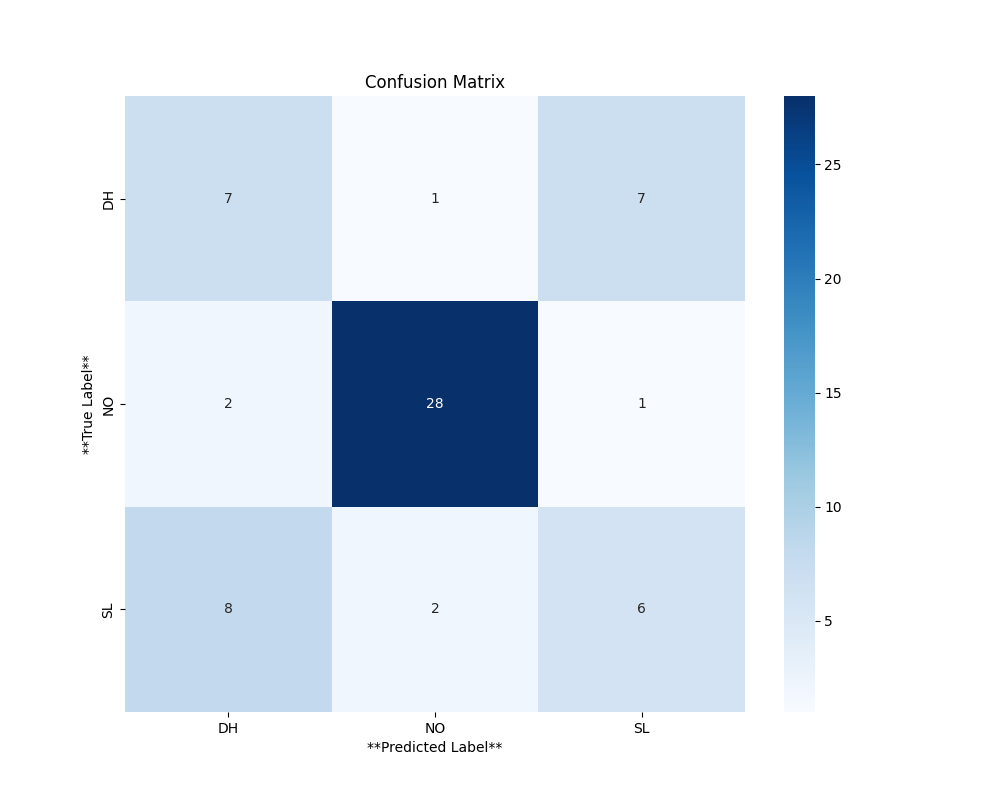 Confusion Matrix
DH 7 1 7
NO 2 28 1
SL 8 2 6
DH NO SL
**True Label**
**Predicted Label**
25
20
15
10
5